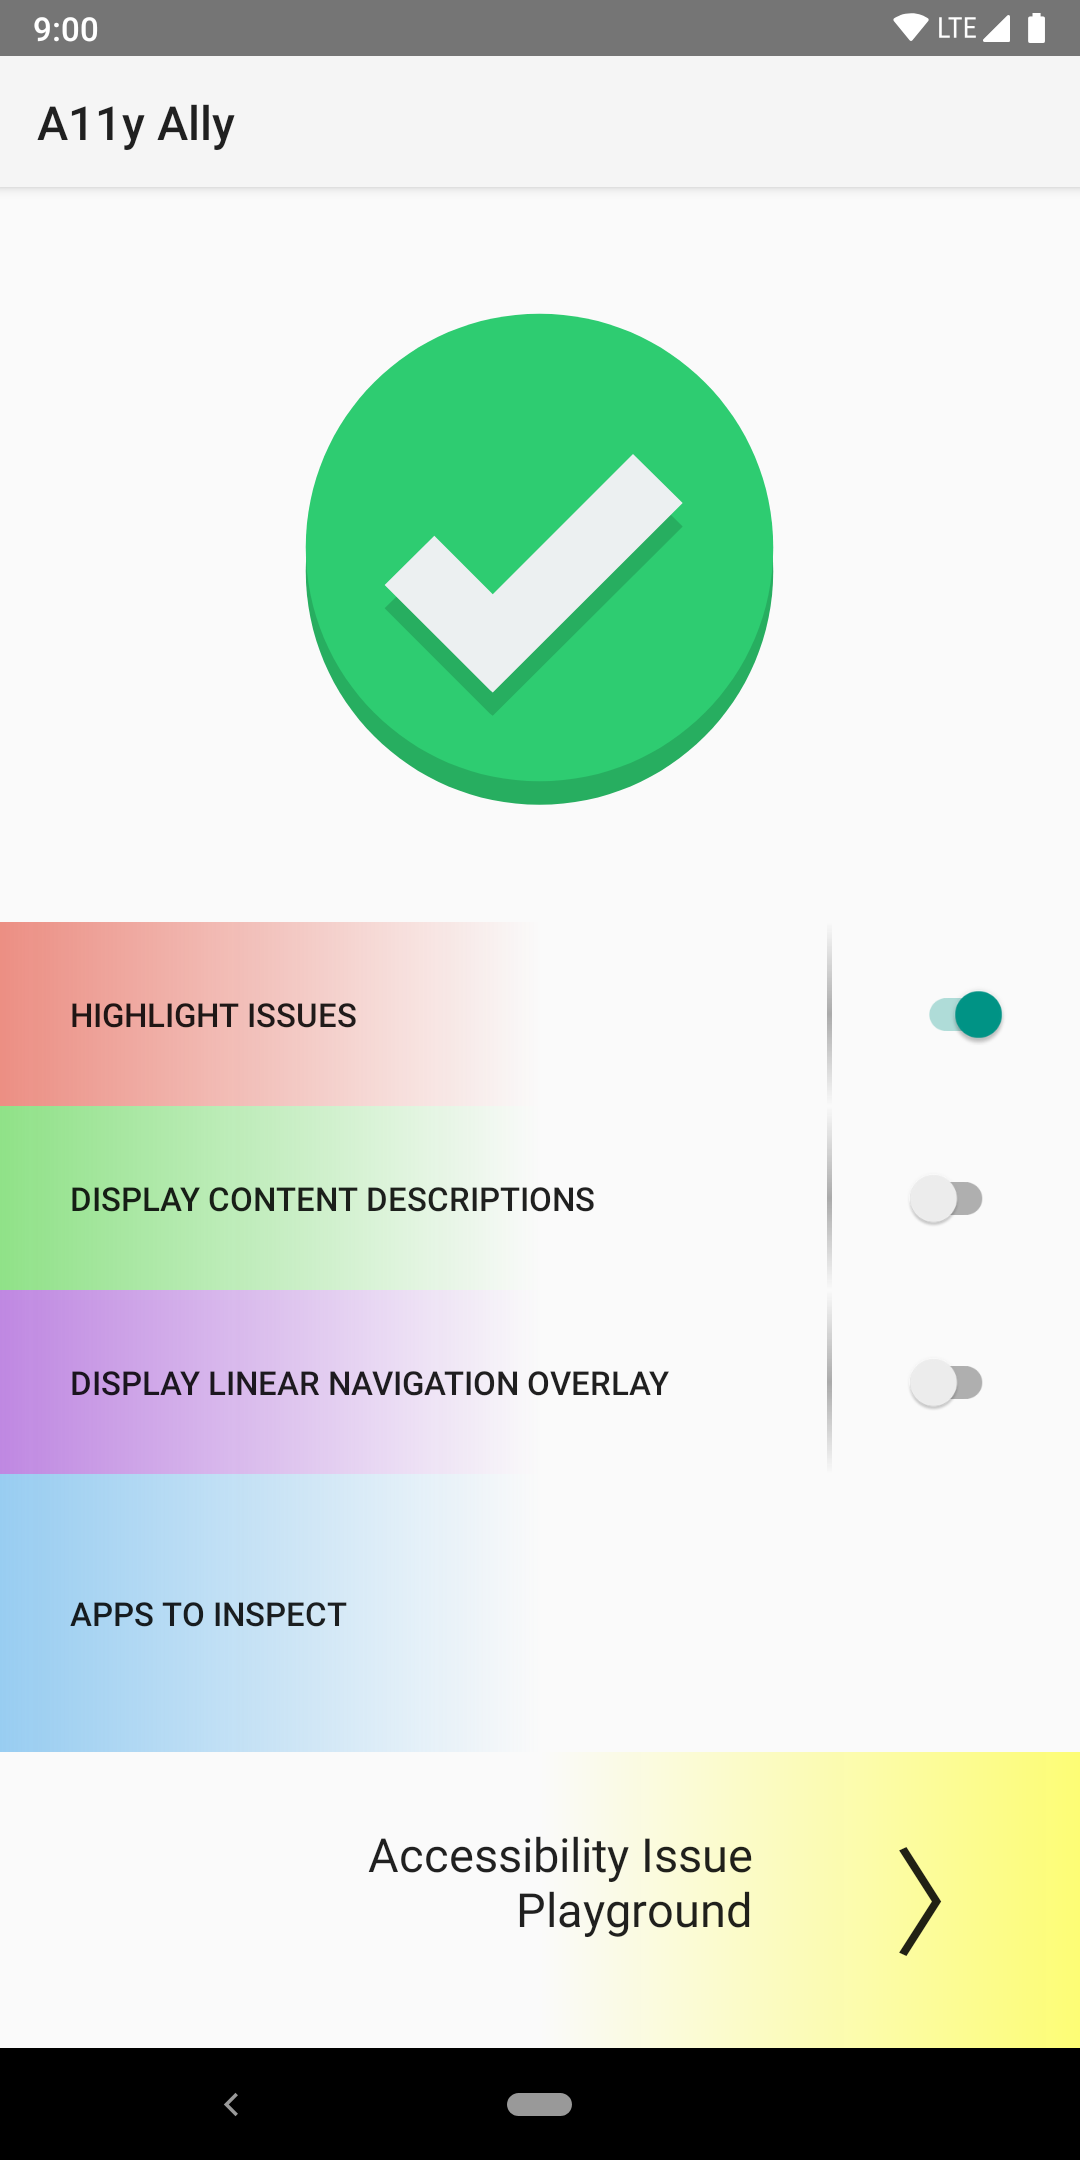 9:00 LTE
A11y Ally
HIGHLIGHT ISSUES
DISPLAY CONTENT DESCRIPTIONS
DISPLAY LINEAR NAVIGATION OVERLAY
APPS TO INSPECT
Accessibility Issue
Playground